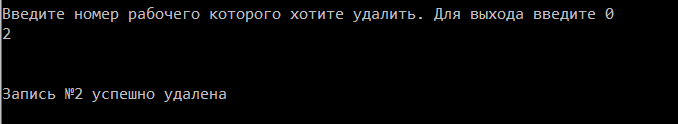 Введите номер рабочего которого хотите удалить. Для выхода введите 0
2
Запись №2 успешно удалена